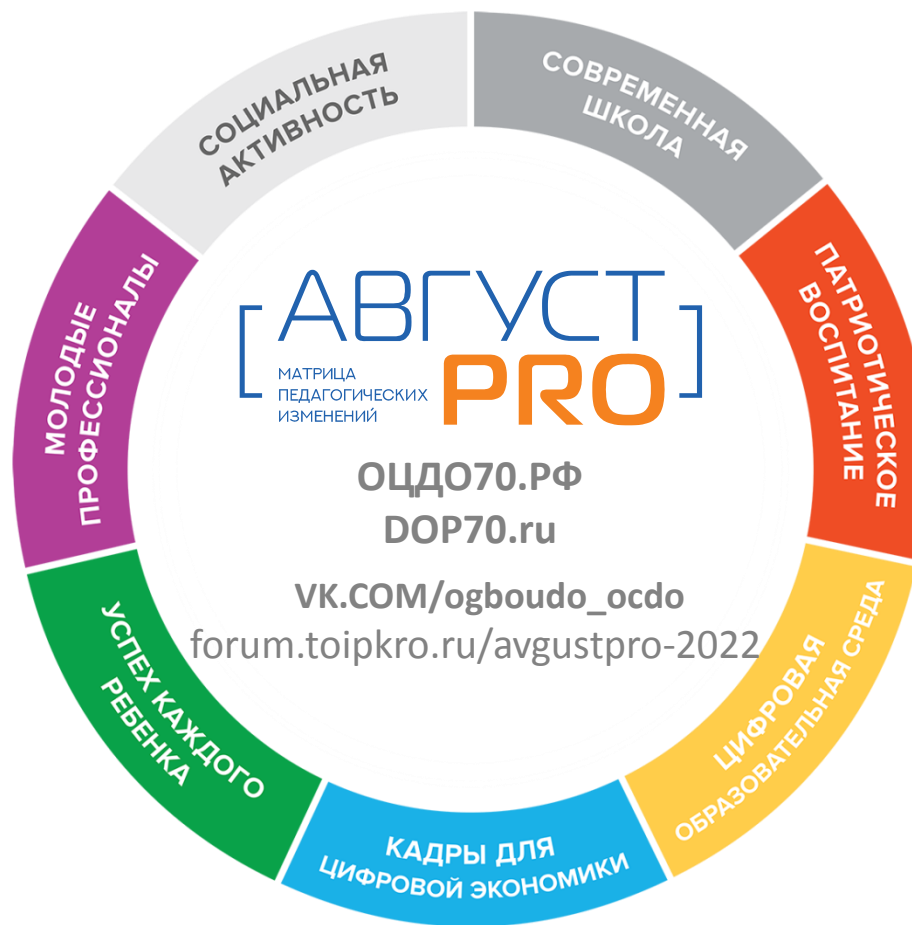 СОЦИАЛЬНАЯ
АКТИВНОСТЬ
СОВРЕМЕННАЯ
ШКОЛА
ПАТРИОТИЧЕСКОЕ
ВОСПИТАНИЕ
ЦИФРОВАЯ
ОБРАЗОВАТЕЛЬНАЯ СРЕДА
КАДРЫ ДЛЯ
ЦИФРОВОЙ ЭКОНОМИКИ
УСПЕХ КАЖДОГО
РЕБЕНКА
МОЛОДЫЕ
ПРОФЕССИОНАЛЫ
[АВГУСТ
МАТРИЦА
ПЕДАГОГИЧЕСКИХ
ИЗМЕНЕНИЙ
PRO]
ОЦДО70.РФ
DOP70.ru
VK.COM/ogboudo_ocdo
forum.toipkro.ru/avgustpro-2022